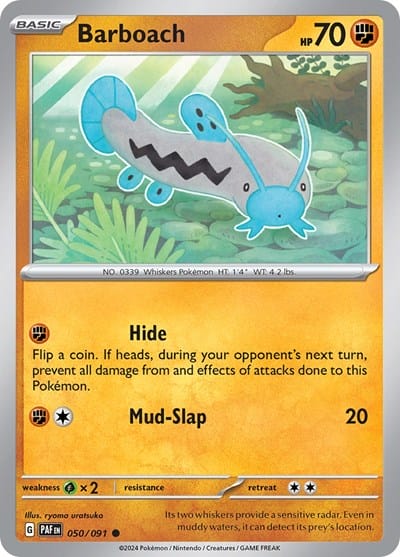 BASIC
Barboach
HP 70
NO. 0339 Whiskers Pokémon HT: 1'4" WT: 4.2 lbs.
Hide
Flip a coin. If heads, during your opponent's next turn,
prevent all damage from and effects of attacks done to this
Pokémon.
Mud-Slap 20
weakness ×2 resistance retreat
Illus. ryoma uratsuka
Its two whiskers provide a sensitive radar. Even in
muddy waters, it can detect its prey's location.
G PAF EN 050/091
©2024 Pokémon / Nintendo / Creatures / GAME FREAK